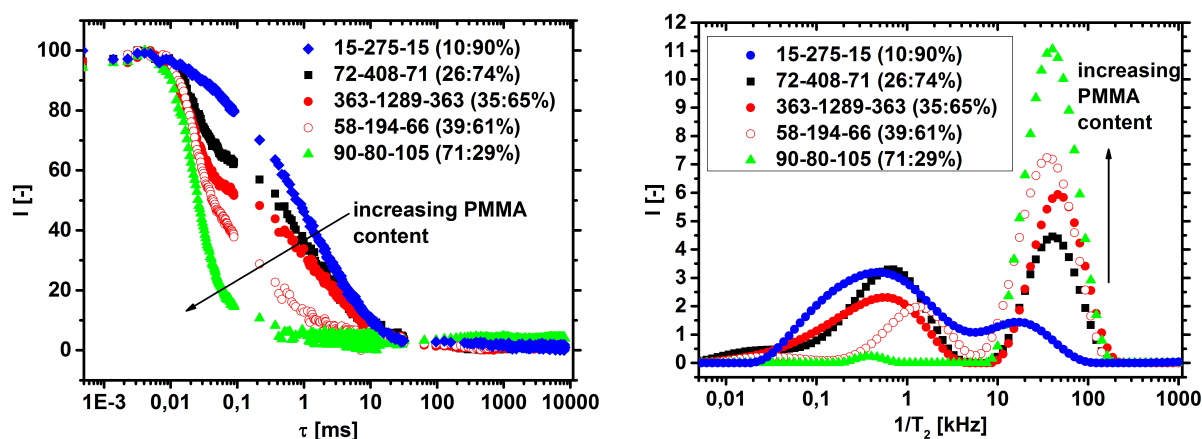 100
80
60
40
20
0
I [-]
15-275-15 (10:90%)
72-408-71 (26:74%)
363-1289-363 (35:65%)
58-194-66 (39:61%)
90-80-105 (71:29%)
increasing PMMA
content
1E-3 0,01 0,1 1 10 100 1000 10000
τ [ms]
12
11
10
9
8
7
6
5
4
3
2
1
0
I [-]
15-275-15 (10:90%)
72-408-71 (26:74%)
363-1289-363 (35:65%)
58-194-66 (39:61%)
90-80-105 (71:29%)
increasing
PMMA
content
0,01 0,1 1 10 100 1000
1/T2 [kHz]